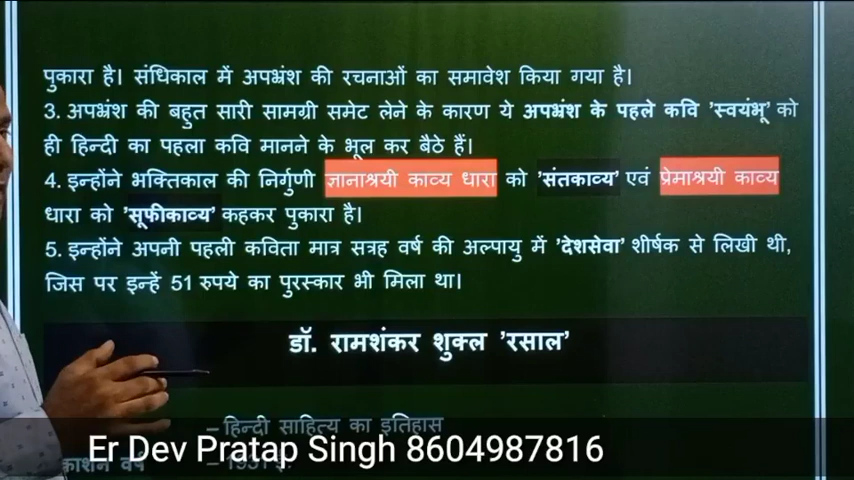 पुकारा है। संधिकाल में अपभ्रंश की रचनाओं का समावेश किया गया है।
3. अपभ्रंश की बहुत सारी सामग्री समेट लेने के कारण ये अपभ्रंश के पहले कवि 'स्वयंभू' को
ही हिन्दी का पहला कवि मानने के भूल कर बैठे हैं।
4. इन्होंने भक्तिकाल की निर्गुणी ज्ञानाश्रयी काव्य धारा को 'संतकाव्य' एवं प्रेमाश्रयी काव्य
धारा को 'सूफीकाव्य' कहकर पुकारा है।
5. इन्होंने अपनी पहली कविता मात्र सत्रह वर्ष की अल्पायु में 'देशसेवा' शीर्षक से लिखी थी,
जिस पर इन्हें 51 रुपये का पुरस्कार भी मिला था।
डॉ. रामशंकर शुक्ल 'रसाल'
– हिन्दी साहित्य का इतिहास
Er Dev Pratap Singh 8604987816